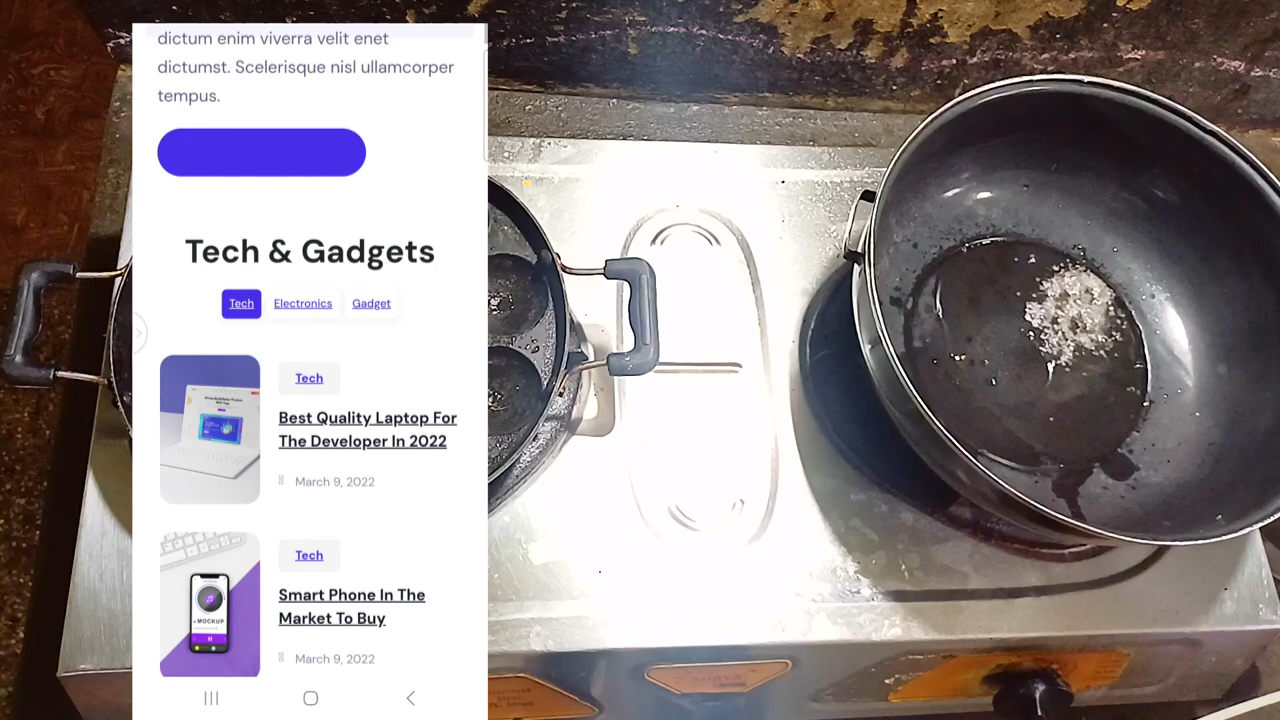 dictum enim viverra velit enet
dictumst. Scelerisque nisl ullamcorper
tempus.
Tech & Gadgets
Tech
Electronics
Gadget
Tech
Best Quality Laptop For
The Developer In 2022
March 9, 2022
Tech
Smart Phone In The
Market To Buy
March 9, 2022
MOCKUP